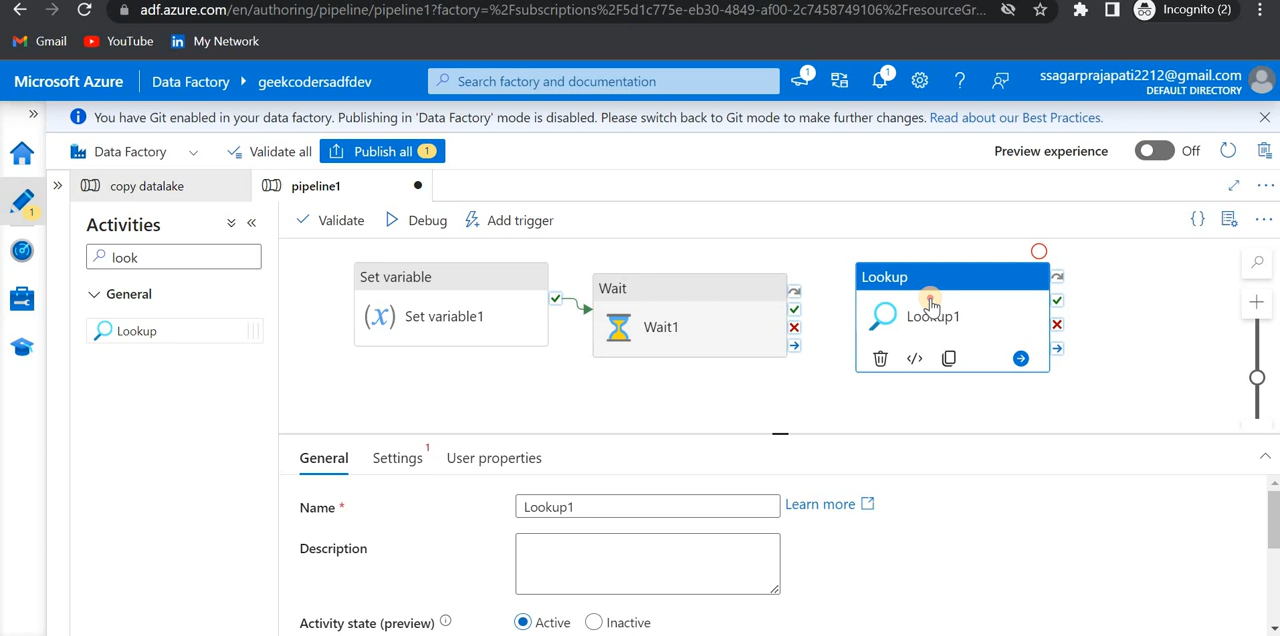 adf.azure.com/en/authoring/pipeline/pipeline1?factory=%2Fsubscriptions%2F5d1c775e-eb30-4849-af00-2c7458749106%2FresourceGr... Incognito (2)
Gmail YouTube My Network
Microsoft Azure Data Factory geekcodersadfdev Search factory and documentation 1 1 ssagarprajapati2212@gmail.com
DEFAULT DIRECTORY
You have Git enabled in your data factory. Publishing in 'Data Factory' mode is disabled. Please switch back to Git mode to make further changes. Read about our Best Practices.
Data Factory Validate all Publish all 1 Preview experience Off
copy datalake pipeline1
1
Activities Validate Debug Add trigger
look
General
Lookup
Set variable
Set variable1
Wait
Wait1
Lookup
Lookup1
General Settings 1 User properties
Name * Lookup1 Learn more
Description
Activity state (preview) Active Inactive